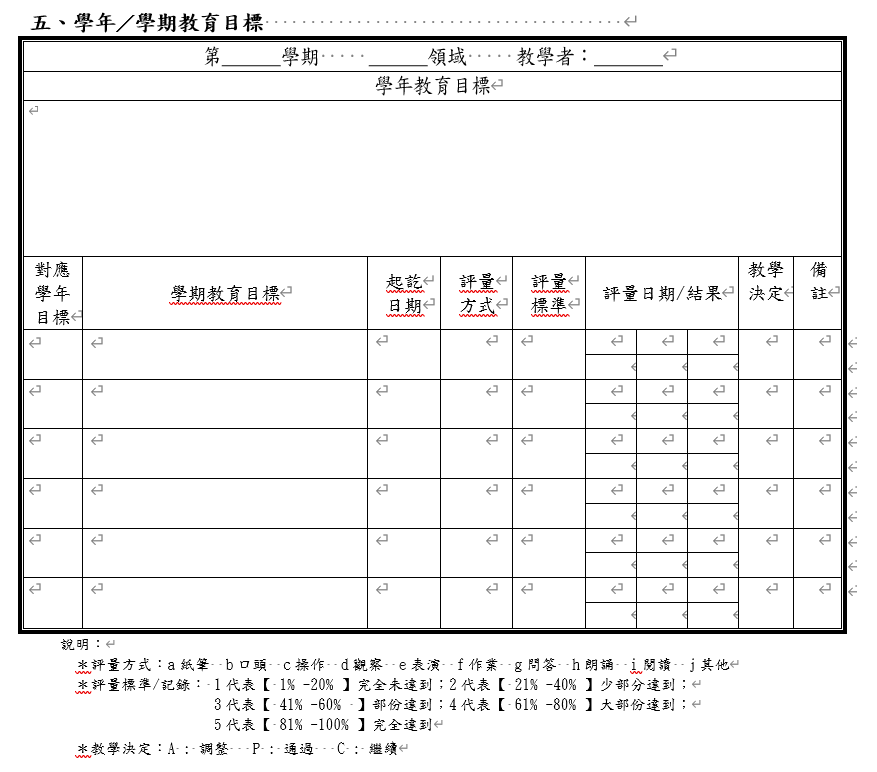 五、學年／學期教育目標
第______學期 ______領域 教學者：_______
學年教育目標
對應學年目標 學期教育目標 起訖日期 評量方式 評量標準 評量日期/結果 教學決定 備註
說明：
＊評量方式：a 紙筆 b 口頭 c 操作 d 觀察 e 表演 f 作業 g 問答 h 朗誦 i 閱讀 j 其他
＊評量標準/記錄： 1 代表【 1% -20% 】完全未達到；2 代表【 21% -40% 】少部分達到；
3 代表【 41% -60% 】部份達到；4 代表【 61% -80% 】大部份達到；
5 代表【 81% -100% 】完全達到
＊教學決定：A ： 調整 P ： 通過 C ： 繼續